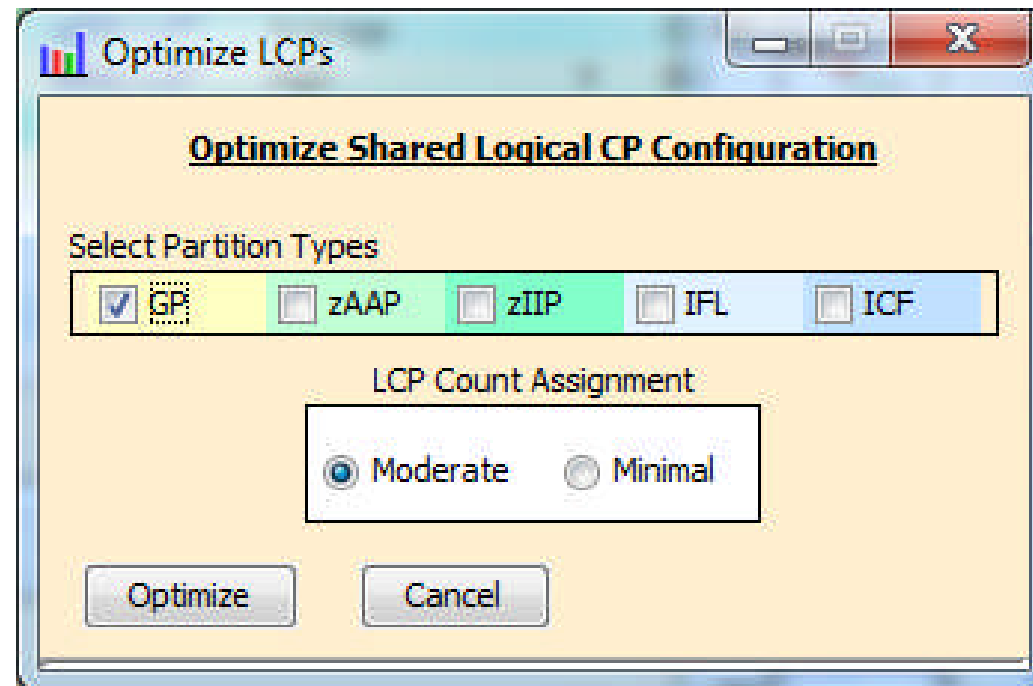 Optimize LCPs
Optimize Shared Logical CP Configuration
Select Partition Types
GP zAAP zIIP IFL ICF
LCP Count Assignment
Moderate Minimal
Optimize Cancel